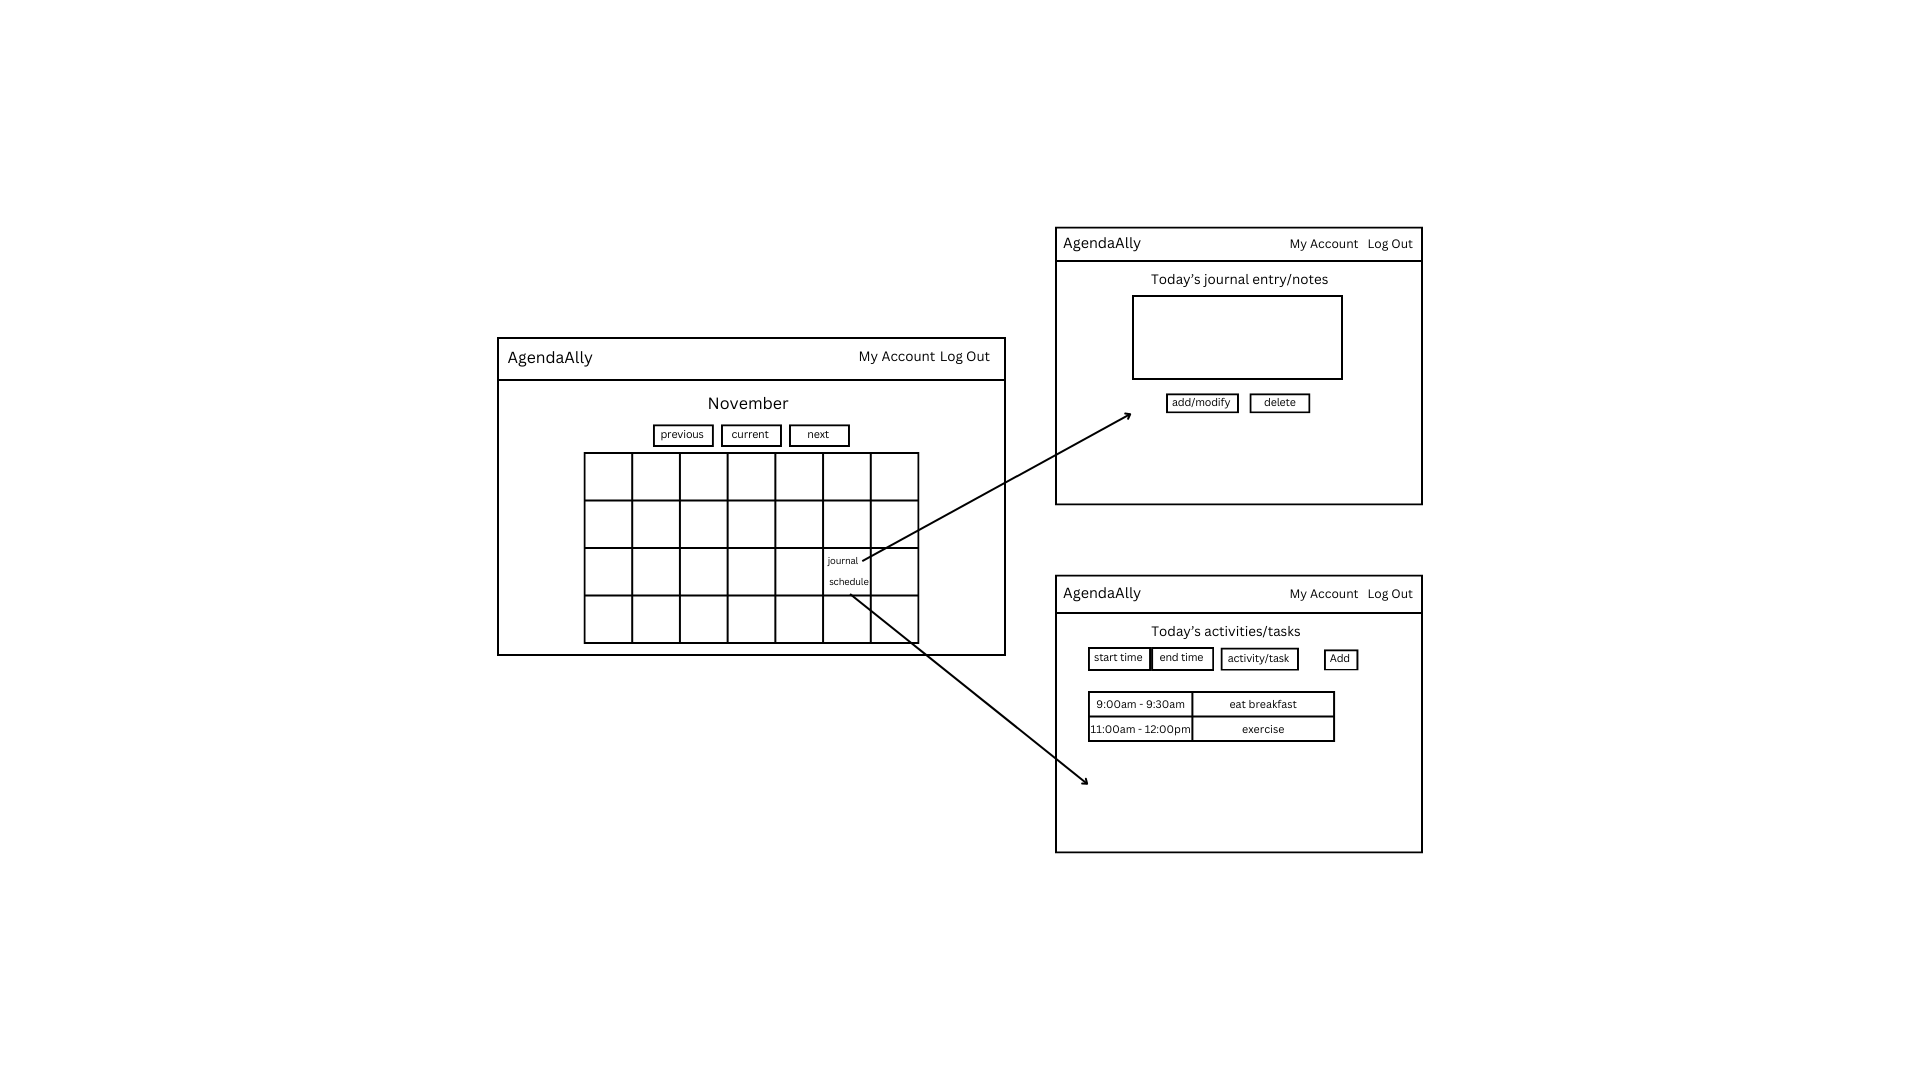 AgendaAlly
My Account Log Out
November
previous
current
next
journal
schedule
AgendaAlly
My Account Log Out
Today's journal entry/notes
add/modify
delete
AgendaAlly
My Account Log Out
Today's activities/tasks
start time
end time
activity/task
Add
9:00am - 9:30am
eat breakfast
11:00am - 12:00pm
exercise